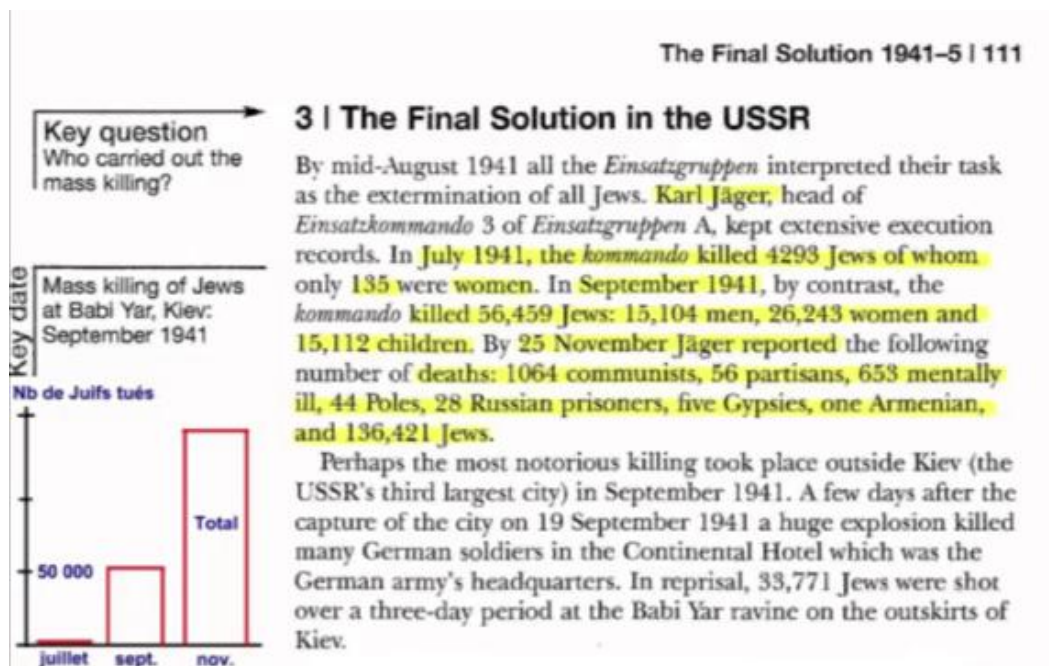 The Final Solution 1941–5 | 111
Key question
Who carried out the
mass killing?
Key date
Mass killing of Jews
at Babi Yar, Kiev:
September 1941
Nb de Juifs tués
50 000
Total
juillet sept. nov.
3 | The Final Solution in the USSR
By mid-August 1941 all the Einsatzgruppen interpreted their task
as the extermination of all Jews. Karl Jäger, head of
Einsatzkommando 3 of Einsatzgruppen A, kept extensive execution
records. In July 1941, the kommando killed 4293 Jews of whom
only 135 were women. In September 1941, by contrast, the
kommando killed 56,459 Jews: 15,104 men, 26,243 women and
15,112 children. By 25 November Jäger reported the following
number of deaths: 1064 communists, 56 partisans, 653 mentally
ill, 44 Poles, 28 Russian prisoners, five Gypsies, one Armenian,
and 136,421 Jews.
Perhaps the most notorious killing took place outside Kiev (the
USSR's third largest city) in September 1941. A few days after the
capture of the city on 19 September 1941 a huge explosion killed
many German soldiers in the Continental Hotel which was the
German army's headquarters. In reprisal, 33,771 Jews were shot
over a three-day period at the Babi Yar ravine on the outskirts of
Kiev.